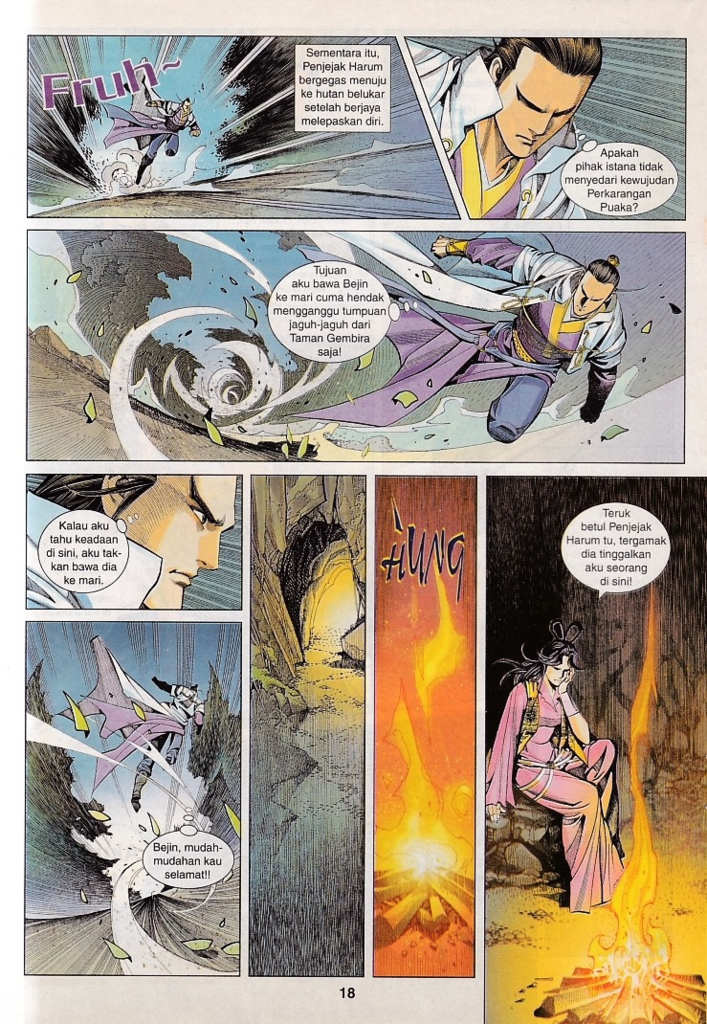 Fruh~
Sementara itu,
Penjejak Harum
bergegas menuju
ke hutan belukar
setelah berjaya
melepaskan diri.
Apakah
pihak istana tidak
menyedari kewujudan
Perkarangan
Puaka?
Tujuan
aku bawa Bejin
ke mari cuma hendak
mengganggu tumpuan
jaguh-jaguh dari
Taman Gembira
saja!
Kalau aku
tahu keadaan
di sini, aku tak-
kan bawa dia
ke mari.
Bejin, mudah-
mudahan kau
selamat!!
HUNG
Teruk
betul Penjejak
Harum tu, tergamak
dia tinggalkan
aku seorang
di sini!
18